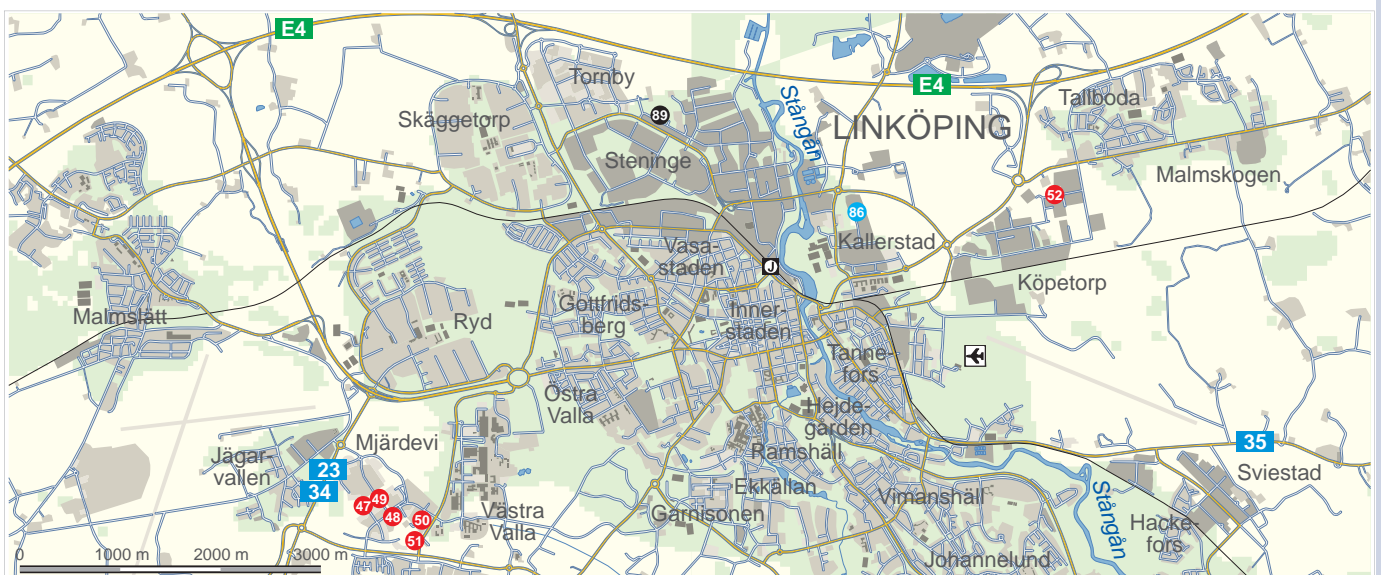 E4
Tornby
E4
Tallboda
Stångån
Skäggetorp
89
LINKÖPING
Steninge
Malmskogen
52
86
Kallerstad
Vasa-
staden
J
Köpetorp
Malmslätt
Ryd
Gottfrids-
berg
Inner-
staden
Tanne-
fors
Östra
Valla
Hejde-
gården
Mjärdevi
Jägar-
vallen
23
34
Ramshäll
35
Sviestad
Ekkällan
47
49
48
50
51
Västra
Valla
Garnisonen
Vimanshäll
Stångån
Hacke-
fors
Johannelund
0 1000 m 2000 m 3000 m